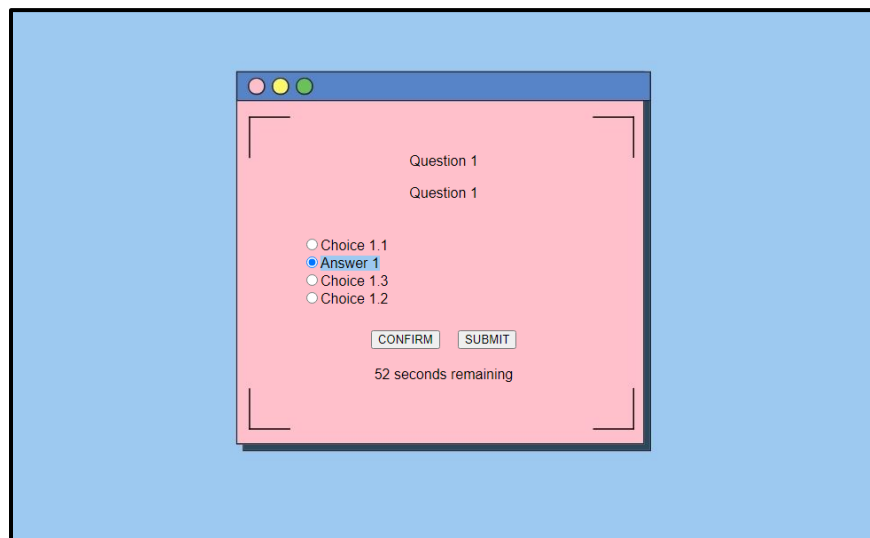 Question 1
Question 1
Choice 1.1
Answer 1
Choice 1.3
Choice 1.2
CONFIRM SUBMIT
52 seconds remaining